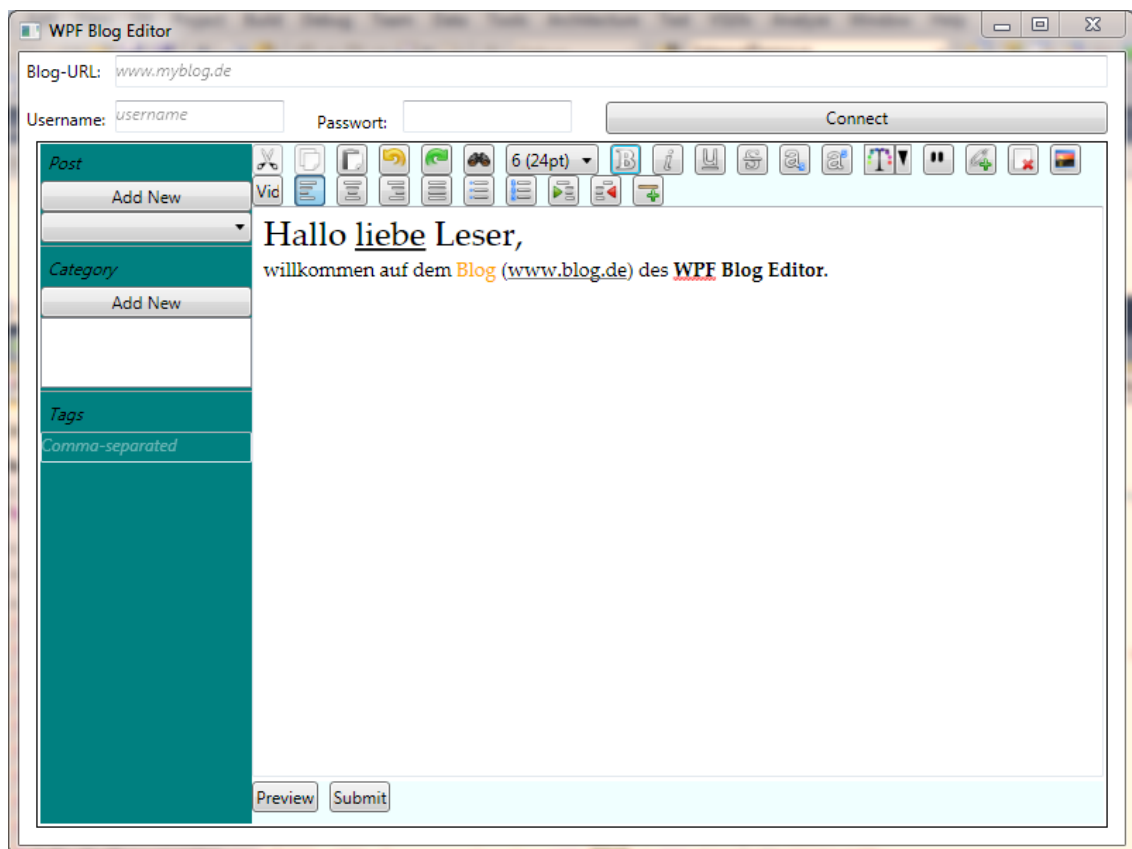 WPF Blog Editor
Blog-URL: www.myblog.de
Username: username Passwort: Connect
Post
Add New
6 (24pt)
B i U S a a T "
Vid
Category
Add New
Tags
Comma-separated
Hallo liebe Leser,
willkommen auf dem Blog (www.blog.de) des WPF Blog Editor.
Preview Submit